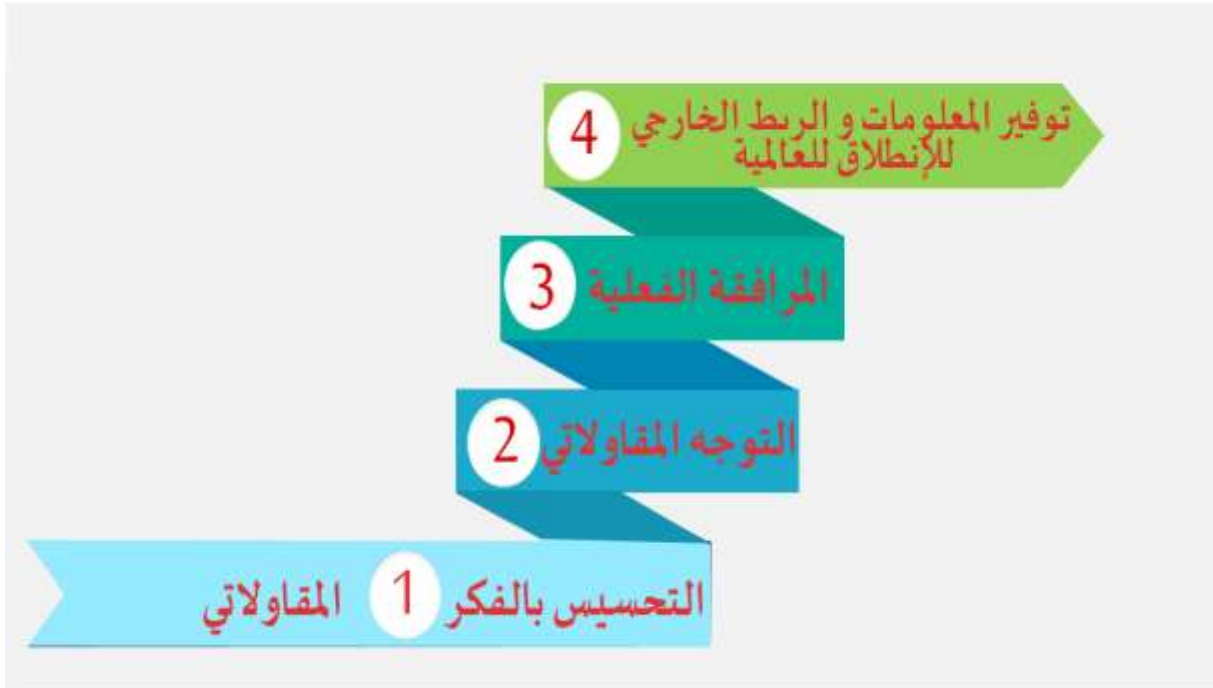 4 توفير المعلومات و الربط الخارجي
للإنطلاق للعالمية
3 المرافقة الفعلية
2 التوجه المقاولاتي
التحسيس بالفكر 1 المقاولاتي